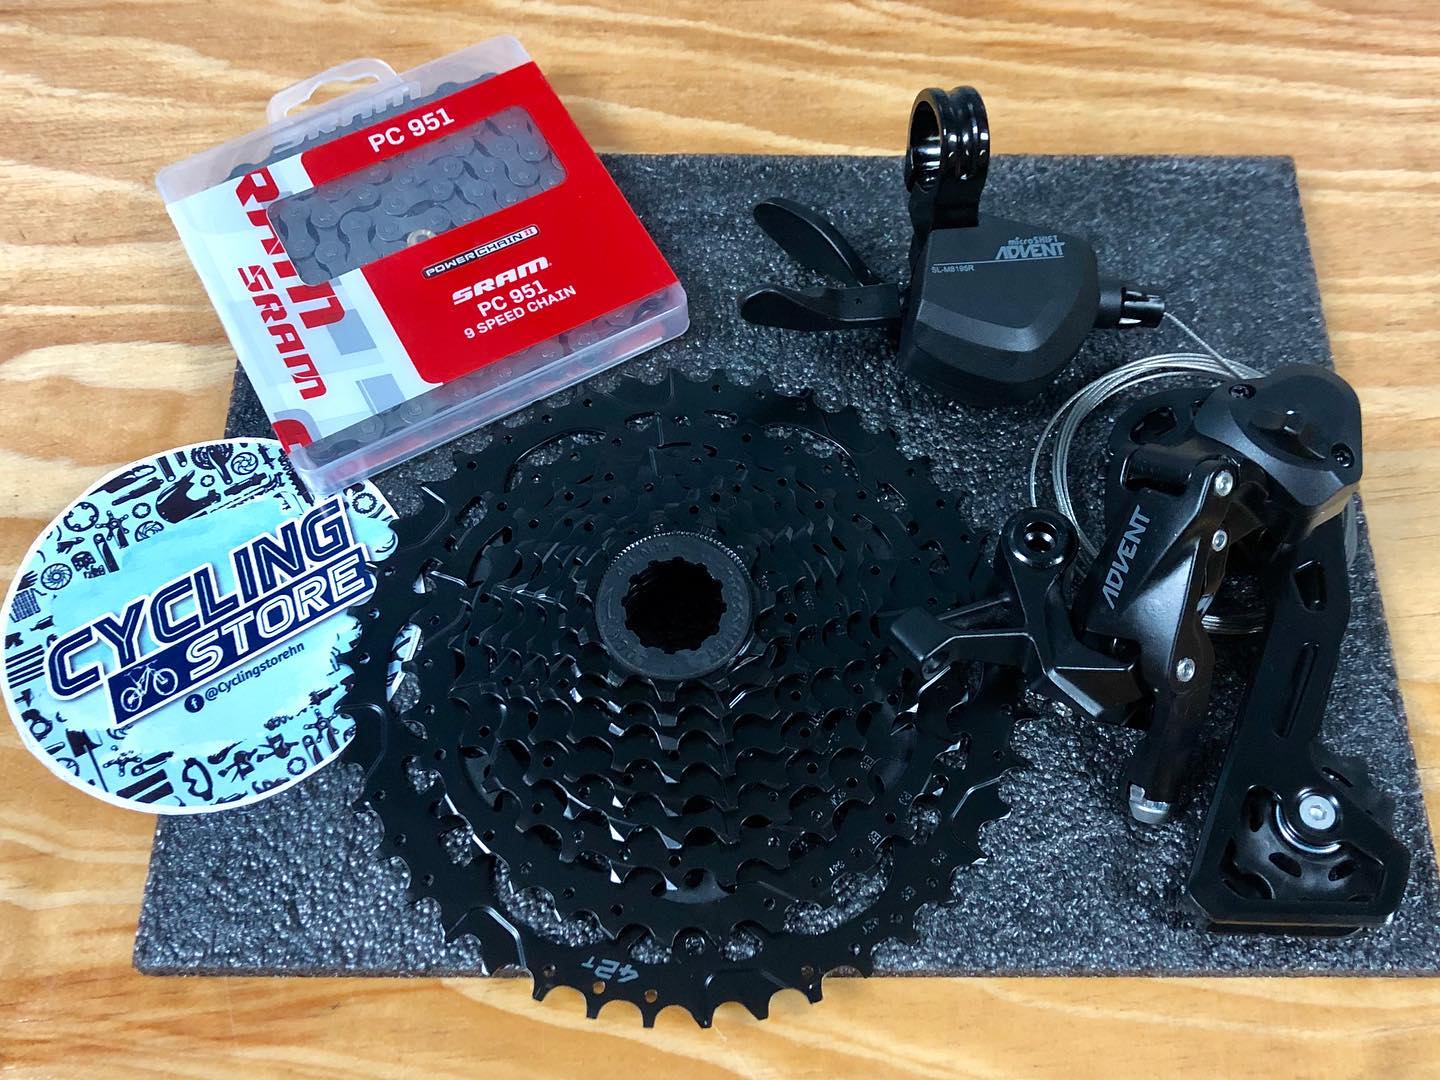 SRAM
PC 951
SRAM
POWERCHAIN II
SRAM
PC 951
9 SPEED CHAIN
microSHIFT
ADVENT
SL-M8195R
ADVENT
CYCLING
STORE
@Cyclingstorehn
42T